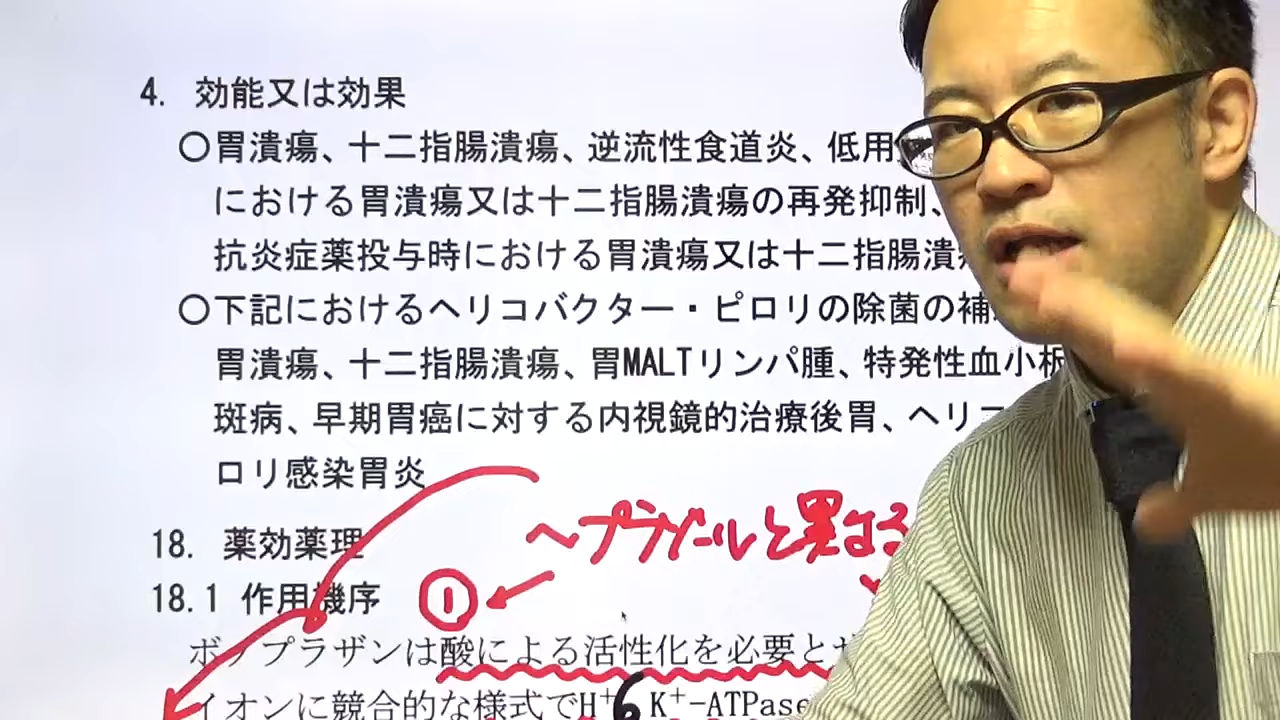 4. 効能又は効果
〇胃潰瘍、十二指腸潰瘍、逆流性食道炎、低用
における胃潰瘍又は十二指腸潰瘍の再発抑制、
抗炎症薬投与時における胃潰瘍又は十二指腸潰
〇下記におけるヘリコバクター・ピロリの除菌の補
胃潰瘍、十二指腸潰瘍、胃MALTリンパ腫、特発性血小板
斑病、早期胃癌に対する内視鏡的治療後胃、ヘリコ
ロリ感染胃炎
〜プラゾールと異なる
18. 薬効薬理
18.1 作用機序 ①
ボノプラザンは酸による活性化を必要とせ
イオンに競合的な様式でH+ 6 K+-ATPase